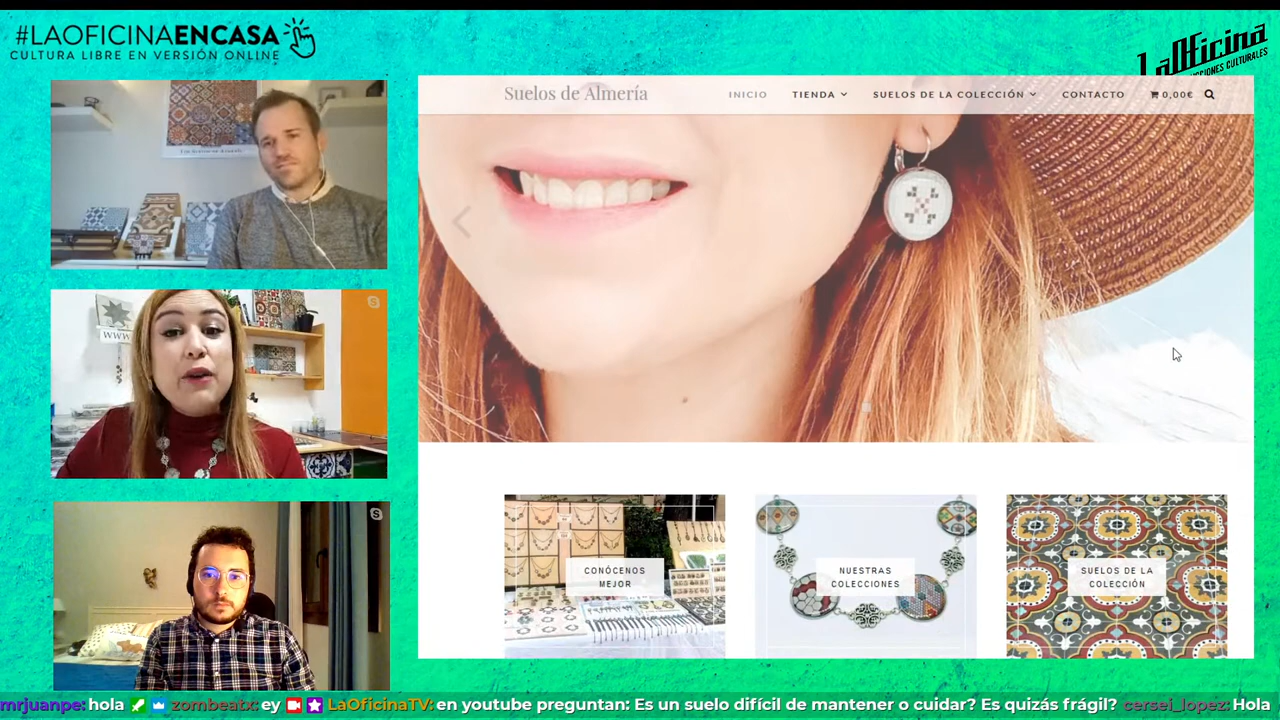 #LAOFICINAENCASA
CULTURA LIBRE EN VERSIÓN ONLINE
LaOficina
CULTURALES
Suelos de Almería
INICIO TIENDA SUELOS DE LA COLECCIÓN CONTACTO 0,00€
WWW
CONÓCENOS
MEJOR
NUESTRAS
COLECCIONES
SUELOS DE LA
COLECCIÓN
mrjuanpe: hola zombeatx: ey LaOficinaTV: en youtube preguntan: Es un suelo difícil de mantener o cuidar? Es quizás frágil? cersei_lopez: Hola